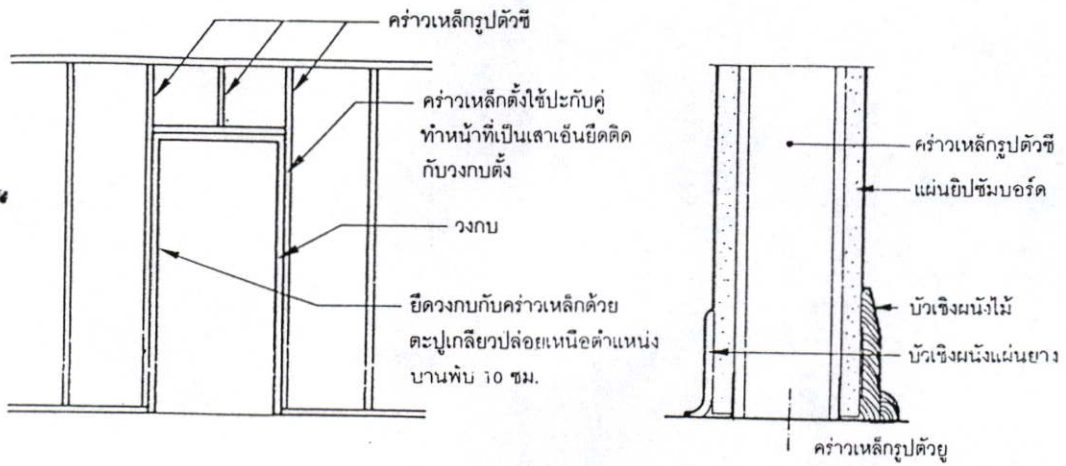 คร่าวเหล็กรูปตัวซี
คร่าวเหล็กตั้งใช้ประกับคู่
ทำหน้าที่เป็นเสาเอ็นยึดติด
กับวงกบตั้ง
วงกบ
ยึดวงกบกับคร่าวเหล็กด้วย
ตะปูเกลียวปล่อยเหนือตำแหน่ง
บานพับ 10 ซม.
คร่าวเหล็กรูปตัวซี
แผ่นยิปซัมบอร์ด
บัวเชิงผนังไม้
บัวเชิงผนังแผ่นยาง
คร่าวเหล็กรูปตัวยู